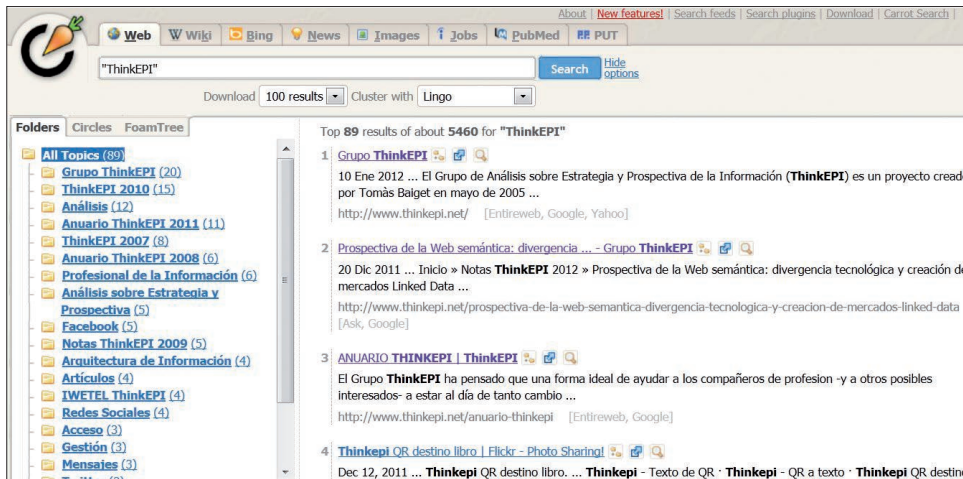 About | New features! | Search feeds | Search plugins | Download | Carrot Search |
Web Wiki Bing News Images Jobs PubMed PUT
"ThinkEPI" Search Hide options
Download 100 results Cluster with Lingo
Folders Circles FoamTree
All Topics (89)
Grupo ThinkEPI (20)
ThinkEPI 2010 (15)
Análisis (12)
Anuario ThinkEPI 2011 (11)
ThinkEPI 2007 (8)
Anuario ThinkEPI 2008 (6)
Profesional de la Información (6)
Análisis sobre Estrategia y
Prospectiva (5)
Facebook (5)
Notas ThinkEPI 2009 (5)
Arquitectura de Información (4)
Artículos (4)
IWETEL ThinkEPI (4)
Redes Sociales (4)
Acceso (3)
Gestión (3)
Mensajes (3)
Top 89 results of about 5460 for "ThinkEPI"
1 Grupo ThinkEPI
10 Ene 2012 ... El Grupo de Análisis sobre Estrategia y Prospectiva de la Información (ThinkEPI) es un proyecto cread
por Tomàs Baiget en mayo de 2005 ...
http://www.thinkepi.net/ [Entireweb, Google, Yahoo]
2 Prospectiva de la Web semántica: divergencia ... - Grupo ThinkEPI
20 Dic 2011 ... Inicio » Notas ThinkEPI 2012 » Prospectiva de la Web semántica: divergencia tecnológica y creación de
mercados Linked Data ...
http://www.thinkepi.net/prospectiva-de-la-web-semantica-divergencia-tecnologica-y-creacion-de-mercados-linked-data
[Ask, Google]
3 ANUARIO THINKEPI | ThinkEPI
El Grupo ThinkEPI ha pensado que una forma ideal de ayudar a los compañeros de profesion -y a otros posibles
interesados- a estar al día de tanto cambio ...
http://www.thinkepi.net/anuario-thinkepi [Entireweb, Google]
4 Thinkepi QR destino libro | Flickr - Photo Sharing!
Dec 12, 2011 ... Thinkepi QR destino libro. ... Thinkepi - Texto de QR · Thinkepi - QR a texto · Thinkepi QR destino